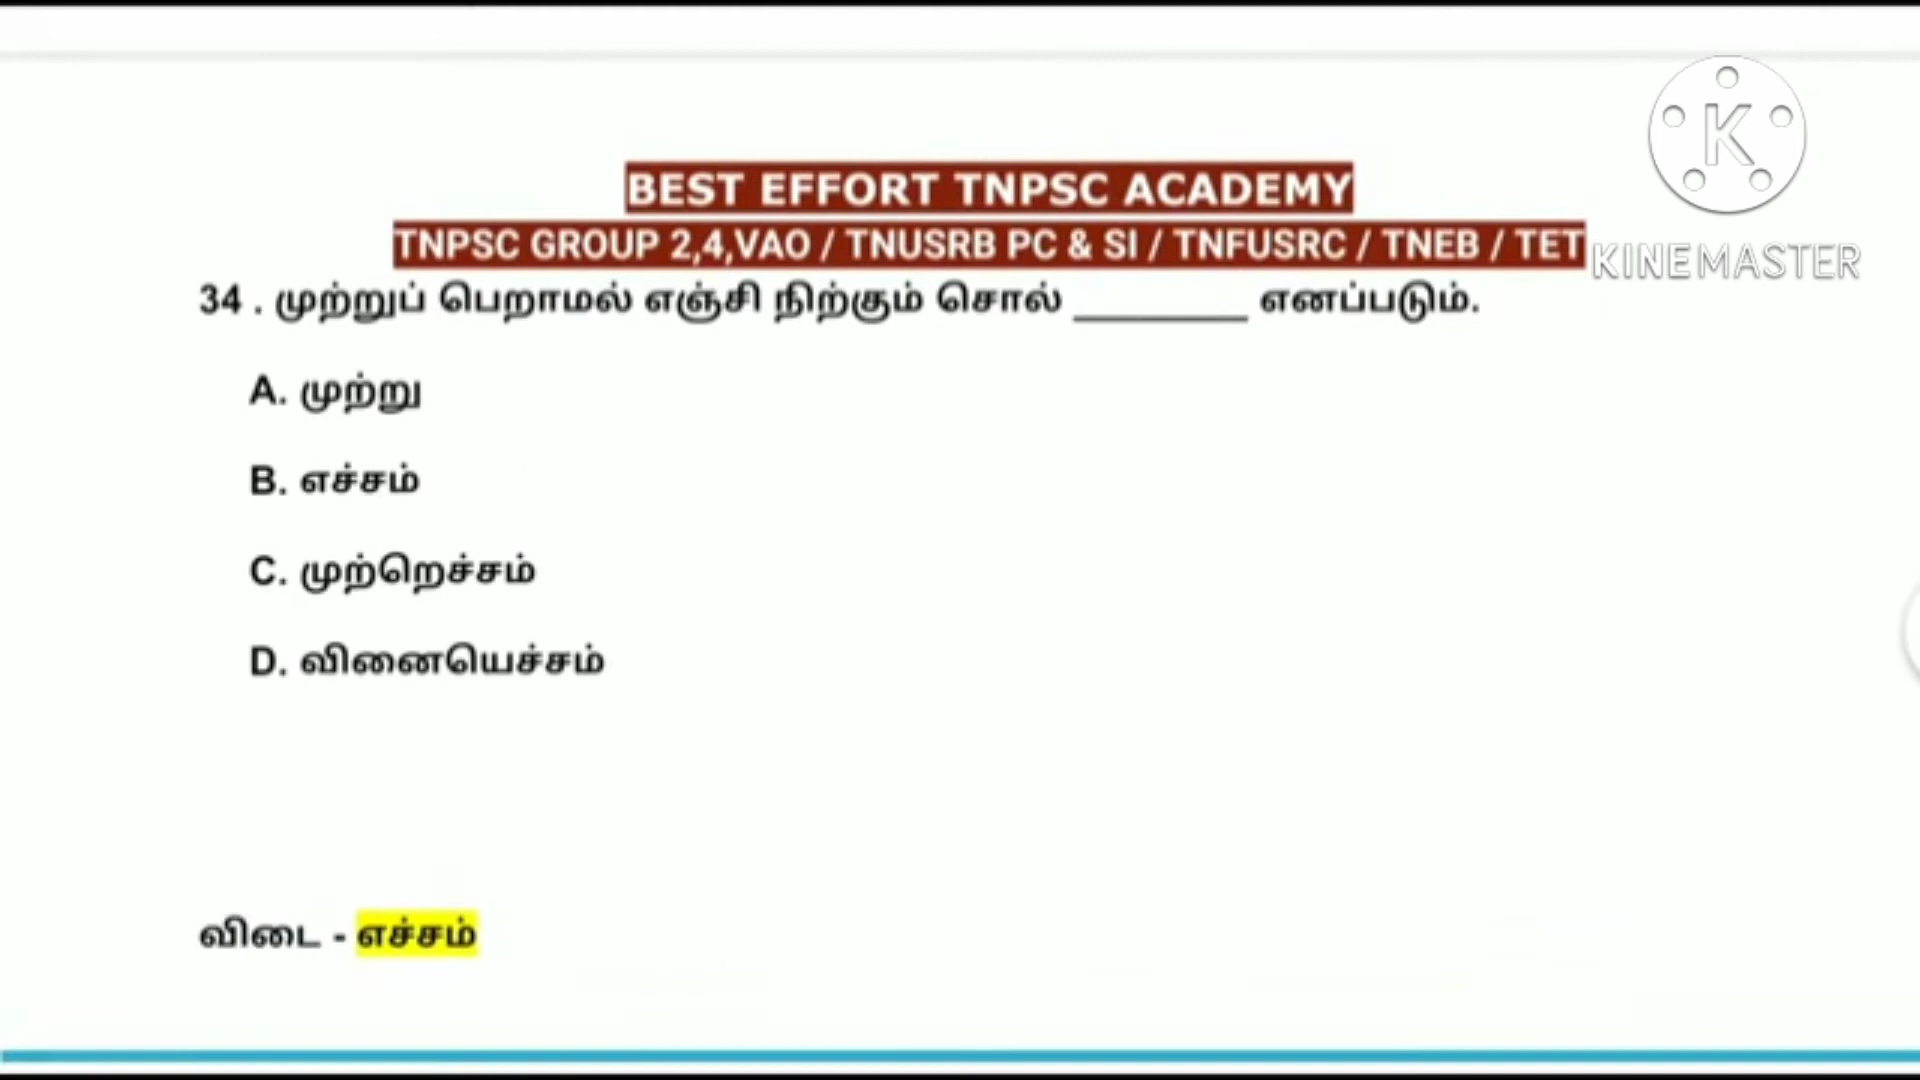 BEST EFFORT TNPSC ACADEMY
TNPSC GROUP 2,4,VAO / TNUSRB PC & SI / TNFUSRC / TNEB / TET
K
KINEMASTER
34 . முற்றுப் பெறாமல் எஞ்சி நிற்கும் சொல் ________ எனப்படும்.
A. முற்று
B. எச்சம்
C. முற்றெச்சம்
D. வினையெச்சம்
விடை - எச்சம்